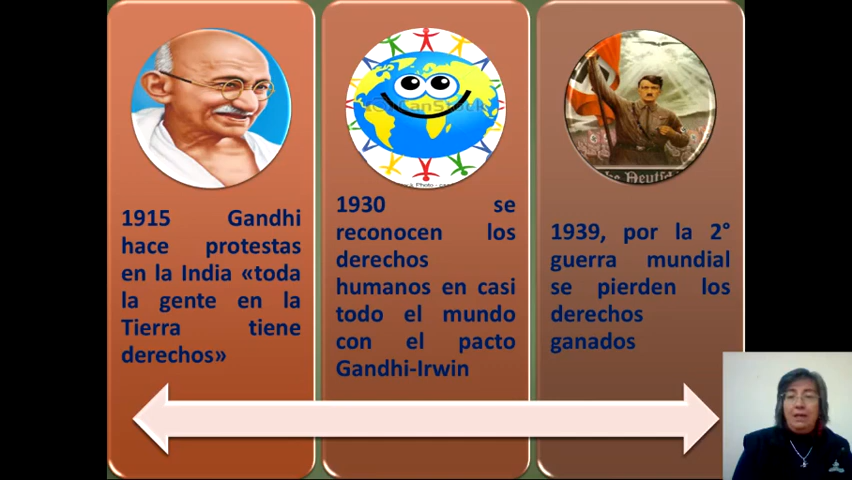 1915 Gandhi
hace protestas
en la India «toda
la gente en la
Tierra tiene
derechos»
CanStock
1930 se
reconocen los
derechos
humanos en casi
todo el mundo
con el pacto
Gandhi-Irwin
1939, por la 2°
guerra mundial
se pierden los
derechos
ganados